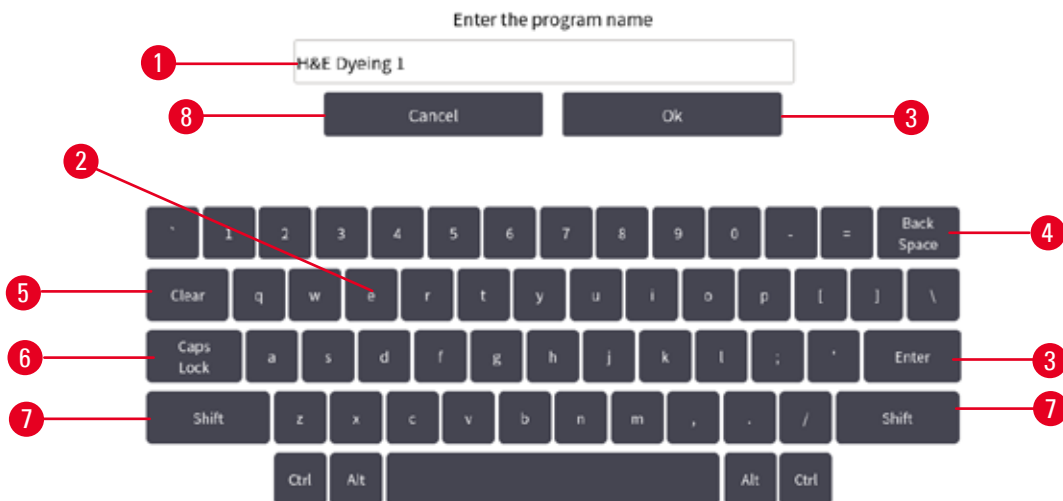 Enter the program name
1 H&E Dyeing 1
8 Cancel Ok 3
2
` 1 2 3 4 5 6 7 8 9 0 - = Back Space 4
5 Clear q w e r t y u i o p [ ] \
6 Caps Lock a s d f g h j k l ; ' Enter 3
7 Shift z x c v b n m , . / Shift 7
Ctrl Alt Alt Ctrl